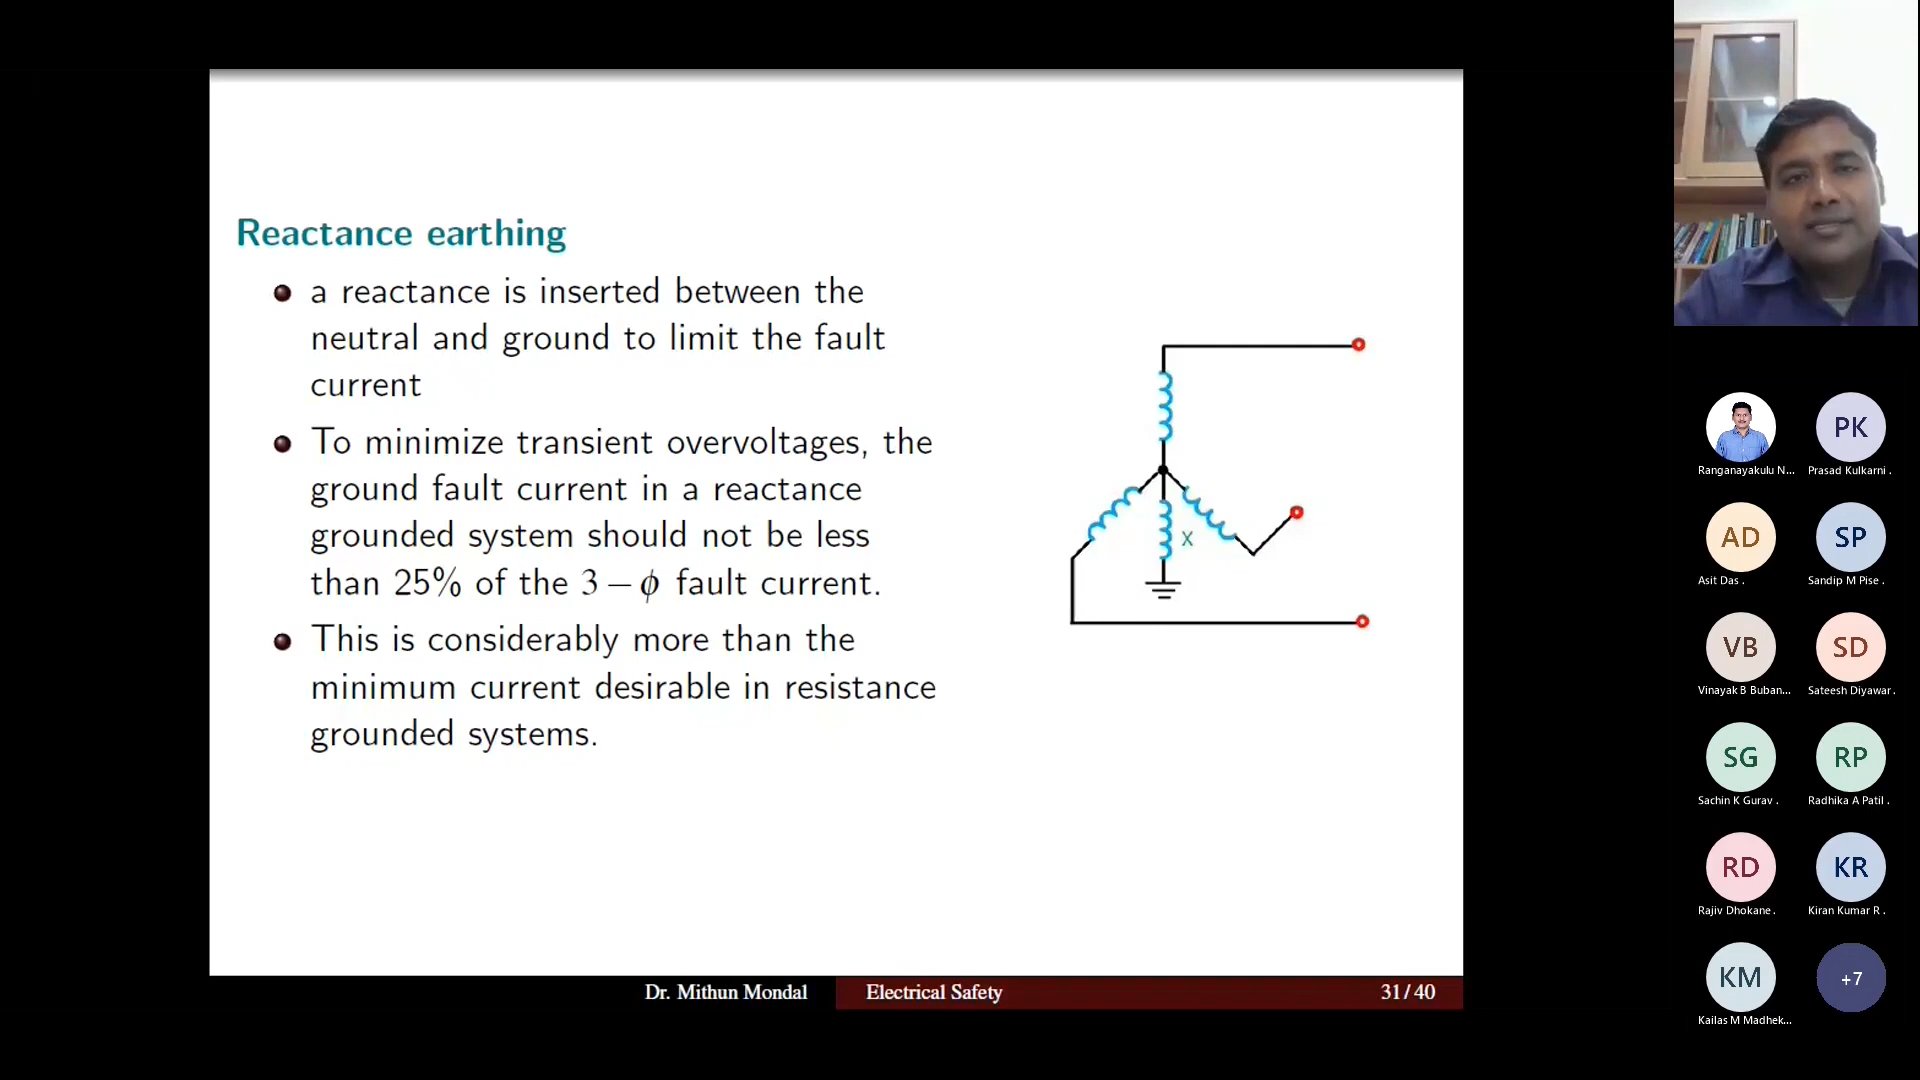 Reactance earthing
a reactance is inserted between the
neutral and ground to limit the fault
current
To minimize transient overvoltages, the
ground fault current in a reactance
grounded system should not be less
than 25% of the 3 − ϕ fault current.
This is considerably more than the
minimum current desirable in resistance
grounded systems.
X
Dr. Mithun Mondal
Electrical Safety
31 / 40
Ranganayakulu N...
PK
Prasad Kulkarni .
AD
Asit Das .
SP
Sandip M Pise .
VB
Vinayak B Buban...
SD
Sateesh Diyawar .
SG
Sachin K Gurav .
RP
Radhika A Patil .
RD
Rajiv Dhokane .
KR
Kiran Kumar R .
KM
Kailas M Madhek...
+7